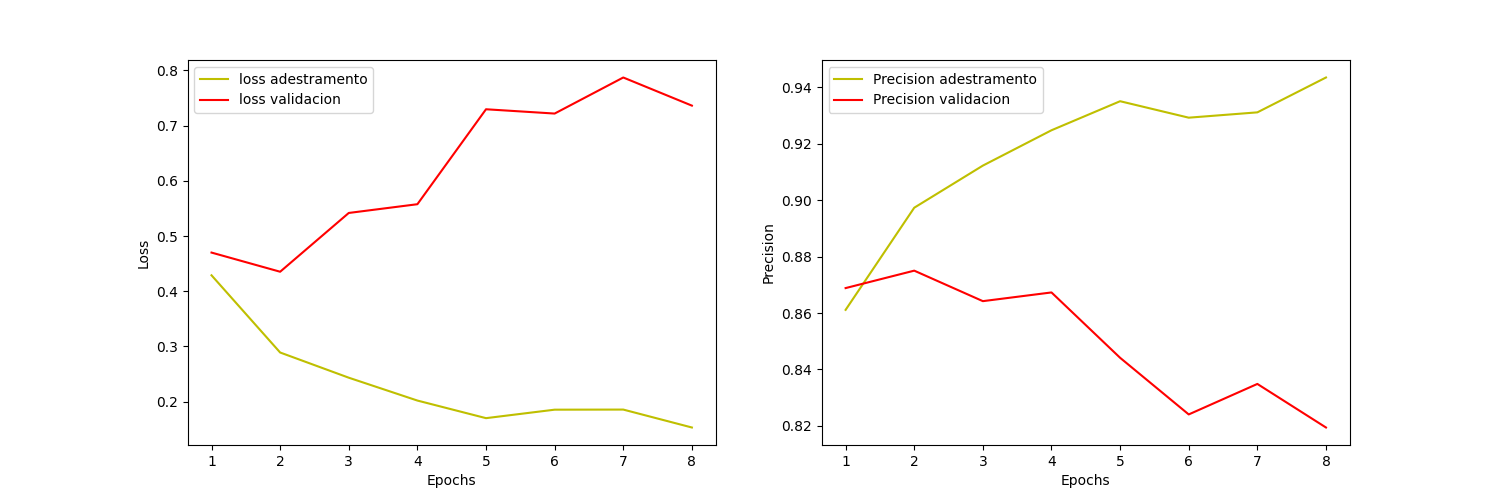 loss adestramento
loss validacion
0.8
0.7
0.6
0.5
0.4
0.3
0.2
Loss
1 2 3 4 5 6 7 8
Epochs
Precision adestramento
Precision validacion
0.94
0.92
0.90
0.88
0.86
0.84
0.82
Precision
1 2 3 4 5 6 7 8
Epochs